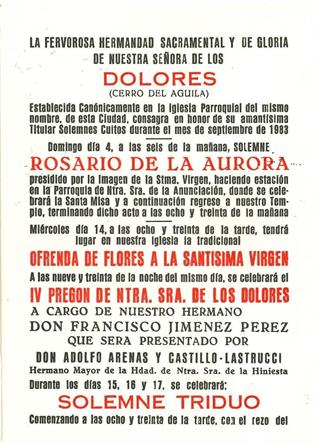 LA FERVOROSA HERMANDAD SACRAMENTAL Y DE GLORIA
DE NUESTRA SEÑORA DE LOS
DOLORES
(CERRO DEL AGUILA)
Establecida Canónicamente en la Iglesia Parroquial del mismo
nombre, de esta Ciudad, consagra en honor de su amantísima
Titular Solemnes Cultos durante el mes de septiembre de 1983
Domingo día 4, a las seis de la mañana, SOLEMNE
ROSARIO DE LA AURORA
presidido por la Imagen de la Stma. Virgen, haciendo estación
en la Parroquia de Ntra. Sra. de la Anunciación, donde se cele-
brará la Santa Misa y a continuación regreso a nuestro Tem-
plo, terminando dicho acto a las ocho y treinta de la mañana
Miércoles día 14, a las ocho y treinta de la tarde, tendrá
lugar en nuestra iglesia la tradicional
OFRENDA DE FLORES A LA SANTISIMA VIRGEN
A las nueve y treinta de la noche del mismo día, se celebrará el
IV PREGON DE NTRA. SRA. DE LOS DOLORES
A CARGO DE NUESTRO HERMANO
DON FRANCISCO JIMENEZ PEREZ
QUE SERA PRESENTADO POR
DON ADOLFO ARENAS Y CASTILLO-LASTRUCCI
Hermano Mayor de la Hdad. de Ntra. Sra. de la Hiniesta
Durante los días 15, 16 y 17, se celebrará:
SOLEMNE TRIDUO
Comenzando a las ocho y treinta de la tarde, con el rezo del